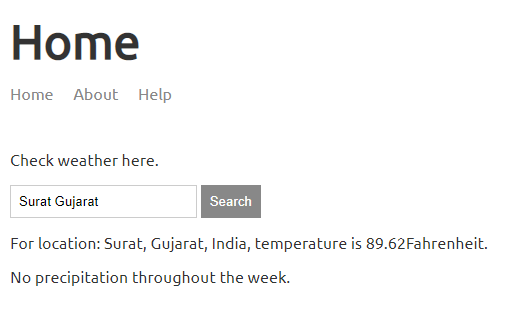 Home
Home About Help
Check weather here.
Surat Gujarat Search
For location: Surat, Gujarat, India, temperature is 89.62Fahrenheit.
No precipitation throughout the week.